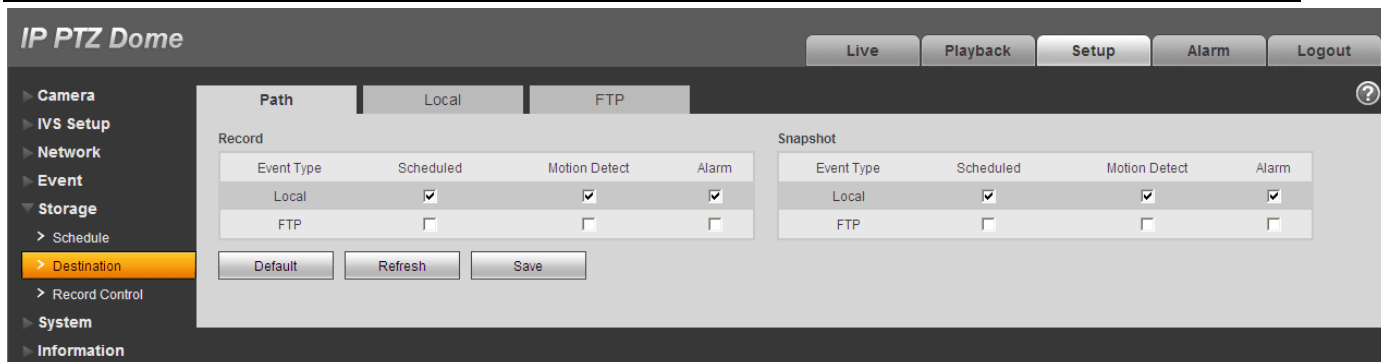 IP PTZ Dome
Live Playback Setup Alarm Logout
Camera
IVS Setup
Network
Event
Storage
> Schedule
> Destination
> Record Control
System
Information
Path Local FTP
?
Record
Event Type Scheduled Motion Detect Alarm
Local
FTP
Snapshot
Event Type Scheduled Motion Detect Alarm
Local
FTP
Default Refresh Save